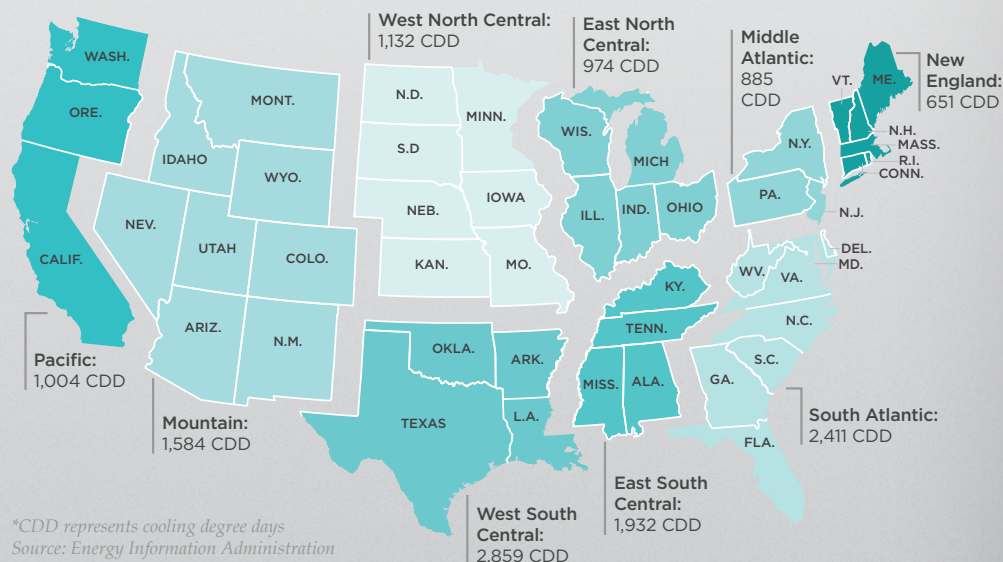 West North Central:
1,132 CDD
East North
Central:
974 CDD
Middle
Atlantic:
885
CDD
New
England:
651 CDD
WASH.
ORE.
CALIF.
Pacific:
1,004 CDD
MONT.
IDAHO
WYO.
NEV.
UTAH
COLO.
ARIZ.
N.M.
Mountain:
1,584 CDD
N.D.
MINN.
S.D
NEB.
IOWA
KAN.
MO.
WIS.
MICH
ILL.
IND.
OHIO
VT.
ME.
N.H.
MASS.
R.I.
CONN.
N.Y.
PA.
N.J.
DEL.
MD.
WV.
VA.
N.C.
S.C.
GA.
FLA.
South Atlantic:
2,411 CDD
KY.
TENN.
MISS.
ALA.
East South
Central:
1,932 CDD
OKLA.
ARK.
TEXAS
L.A.
West South
Central:
2,859 CDD
*CDD represents cooling degree days
Source: Energy Information Administration